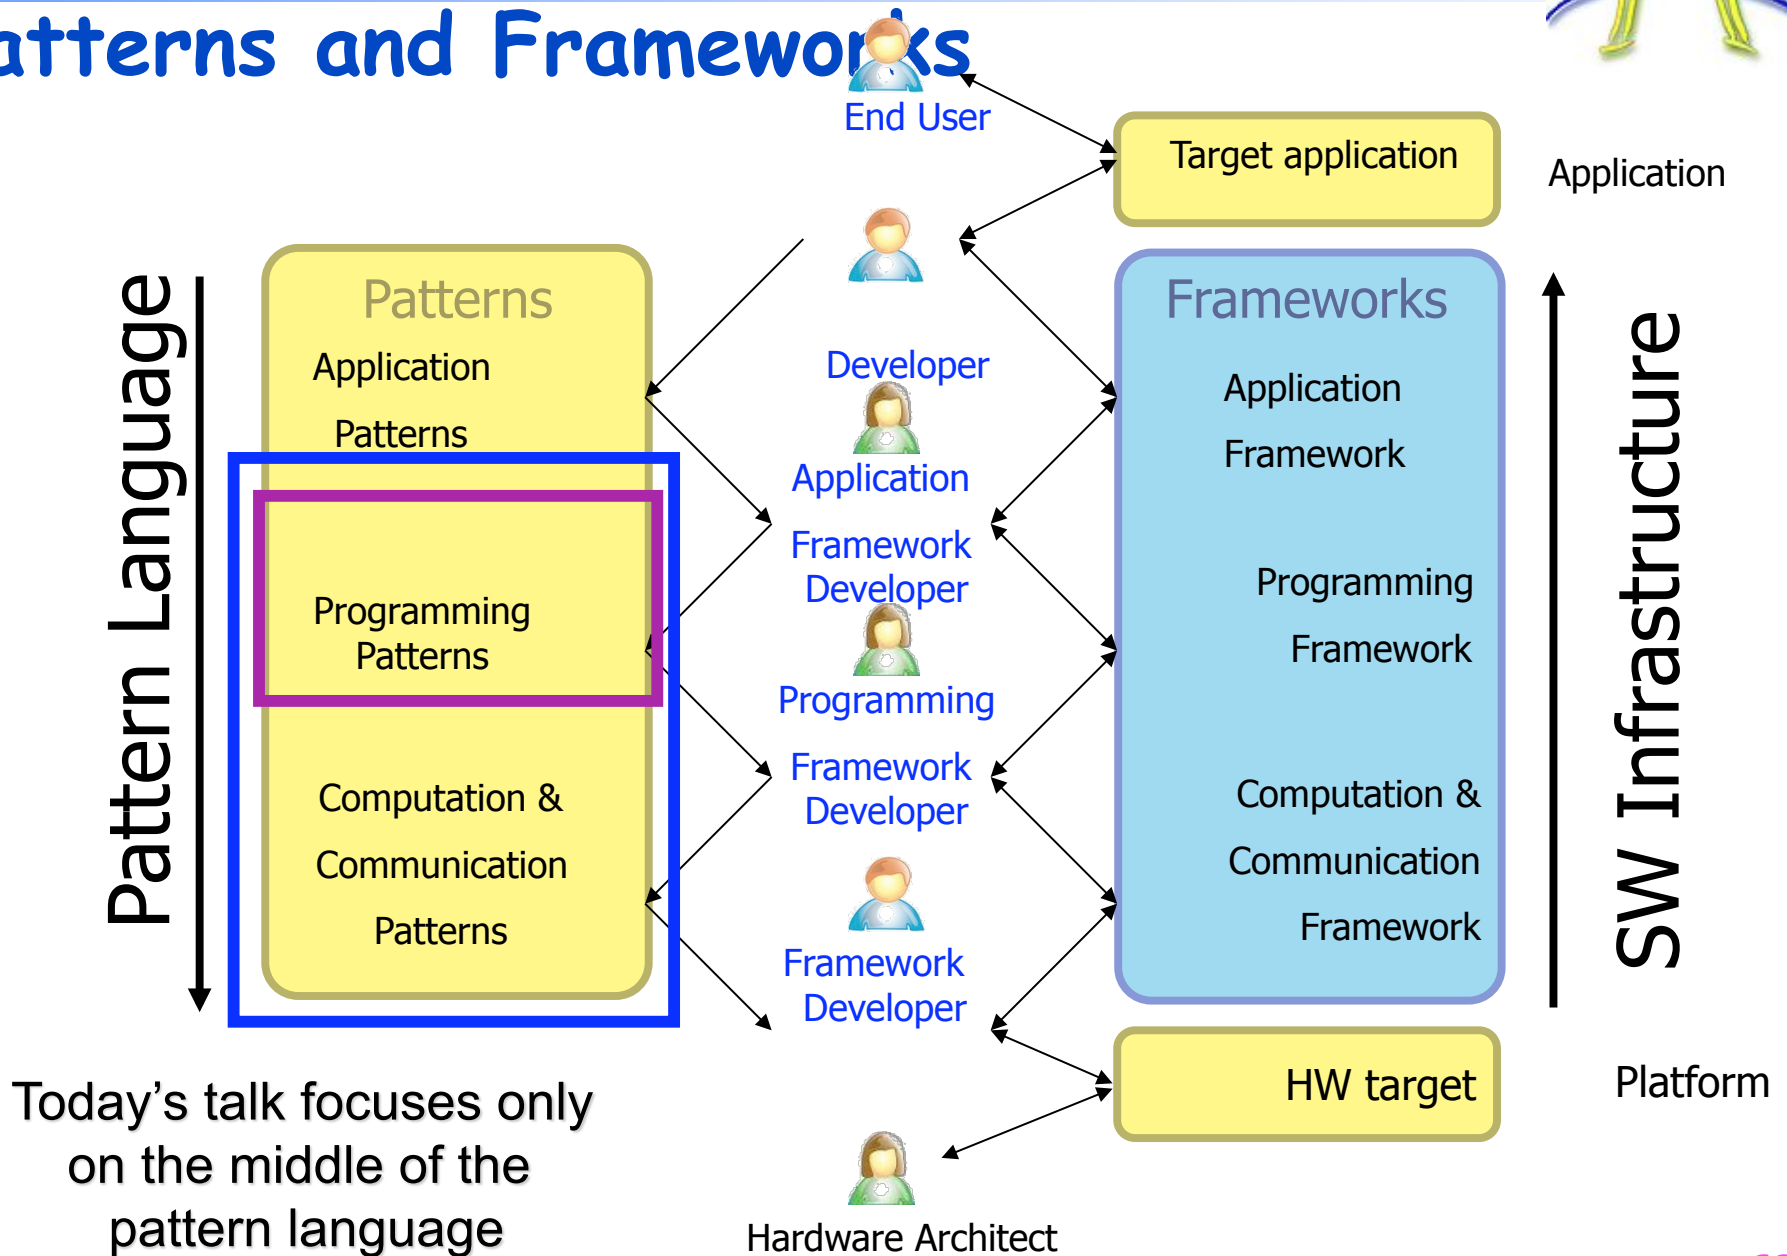 atterns and Frameworks
End User
Target application
Application
Pattern Language
Patterns
Application
Patterns
Programming
Patterns
Computation &
Communication
Patterns
Developer
Application
Framework
Developer
Programming
Framework
Developer
Framework
Developer
Frameworks
Application
Framework
Programming
Framework
Computation &
Communication
Framework
SW Infrastructure
HW target
Platform
Today's talk focuses only
on the middle of the
pattern language
Hardware Architect